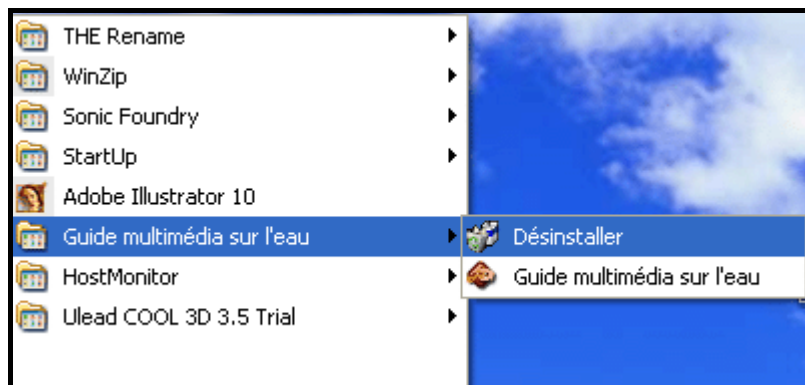 THE Rename
WinZip
Sonic Foundry
StartUp
Adobe Illustrator 10
Guide multimédia sur l'eau
Désinstaller
HostMonitor
Guide multimédia sur l'eau
Ulead COOL 3D 3.5 Trial